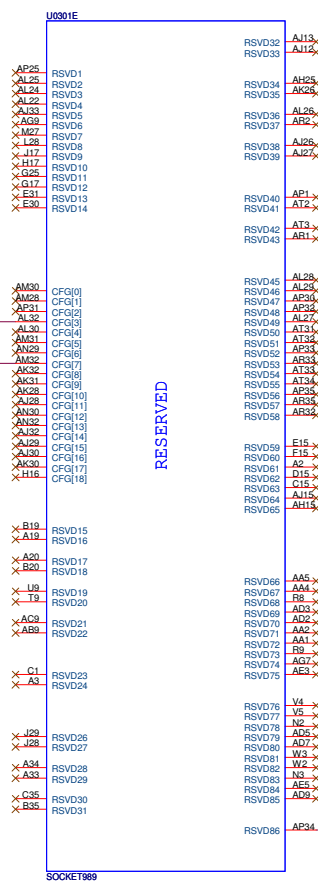 U0301E
AP25 RSVD1
AL25 RSVD2
AL24 RSVD3
AL22 RSVD4
AJ33 RSVD5
AG9 RSVD6
M27 RSVD7
L28 RSVD8
J17 RSVD9
H17 RSVD10
G25 RSVD11
G17 RSVD12
E31 RSVD13
E30 RSVD14
AM30 CFG[0]
AM28 CFG[1]
AP31 CFG[2]
AL32 CFG[3]
AL30 CFG[4]
AM31 CFG[5]
AN29 CFG[6]
AM32 CFG[7]
AK32 CFG[8]
AK31 CFG[9]
AK28 CFG[10]
AJ28 CFG[11]
AN30 CFG[12]
AN32 CFG[13]
AJ32 CFG[14]
AJ29 CFG[15]
AJ30 CFG[16]
AK30 CFG[17]
H16 CFG[18]
B19 RSVD15
A19 RSVD16
A20 RSVD17
B20 RSVD18
U9 RSVD19
T9 RSVD20
AC9 RSVD21
AB9 RSVD22
C1 RSVD23
A3 RSVD24
J29 RSVD26
J28 RSVD27
A34 RSVD28
A33 RSVD29
C35 RSVD30
B35 RSVD31
RESERVED
RSVD32 AJ13
RSVD33 AJ12
RSVD34 AH25
RSVD35 AK26
RSVD36 AL26
RSVD37 AR2
RSVD38 AJ26
RSVD39 AJ27
RSVD40 AP1
RSVD41 AT2
RSVD42 AT3
RSVD43 AR1
RSVD45 AL28
RSVD46 AL29
RSVD47 AP30
RSVD48 AP32
RSVD49 AL27
RSVD50 AT31
RSVD51 AT32
RSVD52 AP33
RSVD53 AR33
RSVD54 AT33
RSVD55 AT34
RSVD56 AP35
RSVD57 AR35
RSVD58 AR32
RSVD59 E15
RSVD60 F15
RSVD61 A2
RSVD62 D15
RSVD63 C15
RSVD64 AJ15
RSVD65 AH15
RSVD66 AA5
RSVD67 AA4
RSVD68 R8
RSVD69 AD3
RSVD70 AD2
RSVD71 AA2
RSVD72 AA1
RSVD73 R9
RSVD74 AG7
RSVD75 AE3
RSVD76 V4
RSVD77 V5
RSVD78 N2
RSVD79 AD5
RSVD80 AD7
RSVD81 W3
RSVD82 W2
RSVD83 N3
RSVD84 AE5
RSVD85 AD9
RSVD86 AP34
SOCKET989